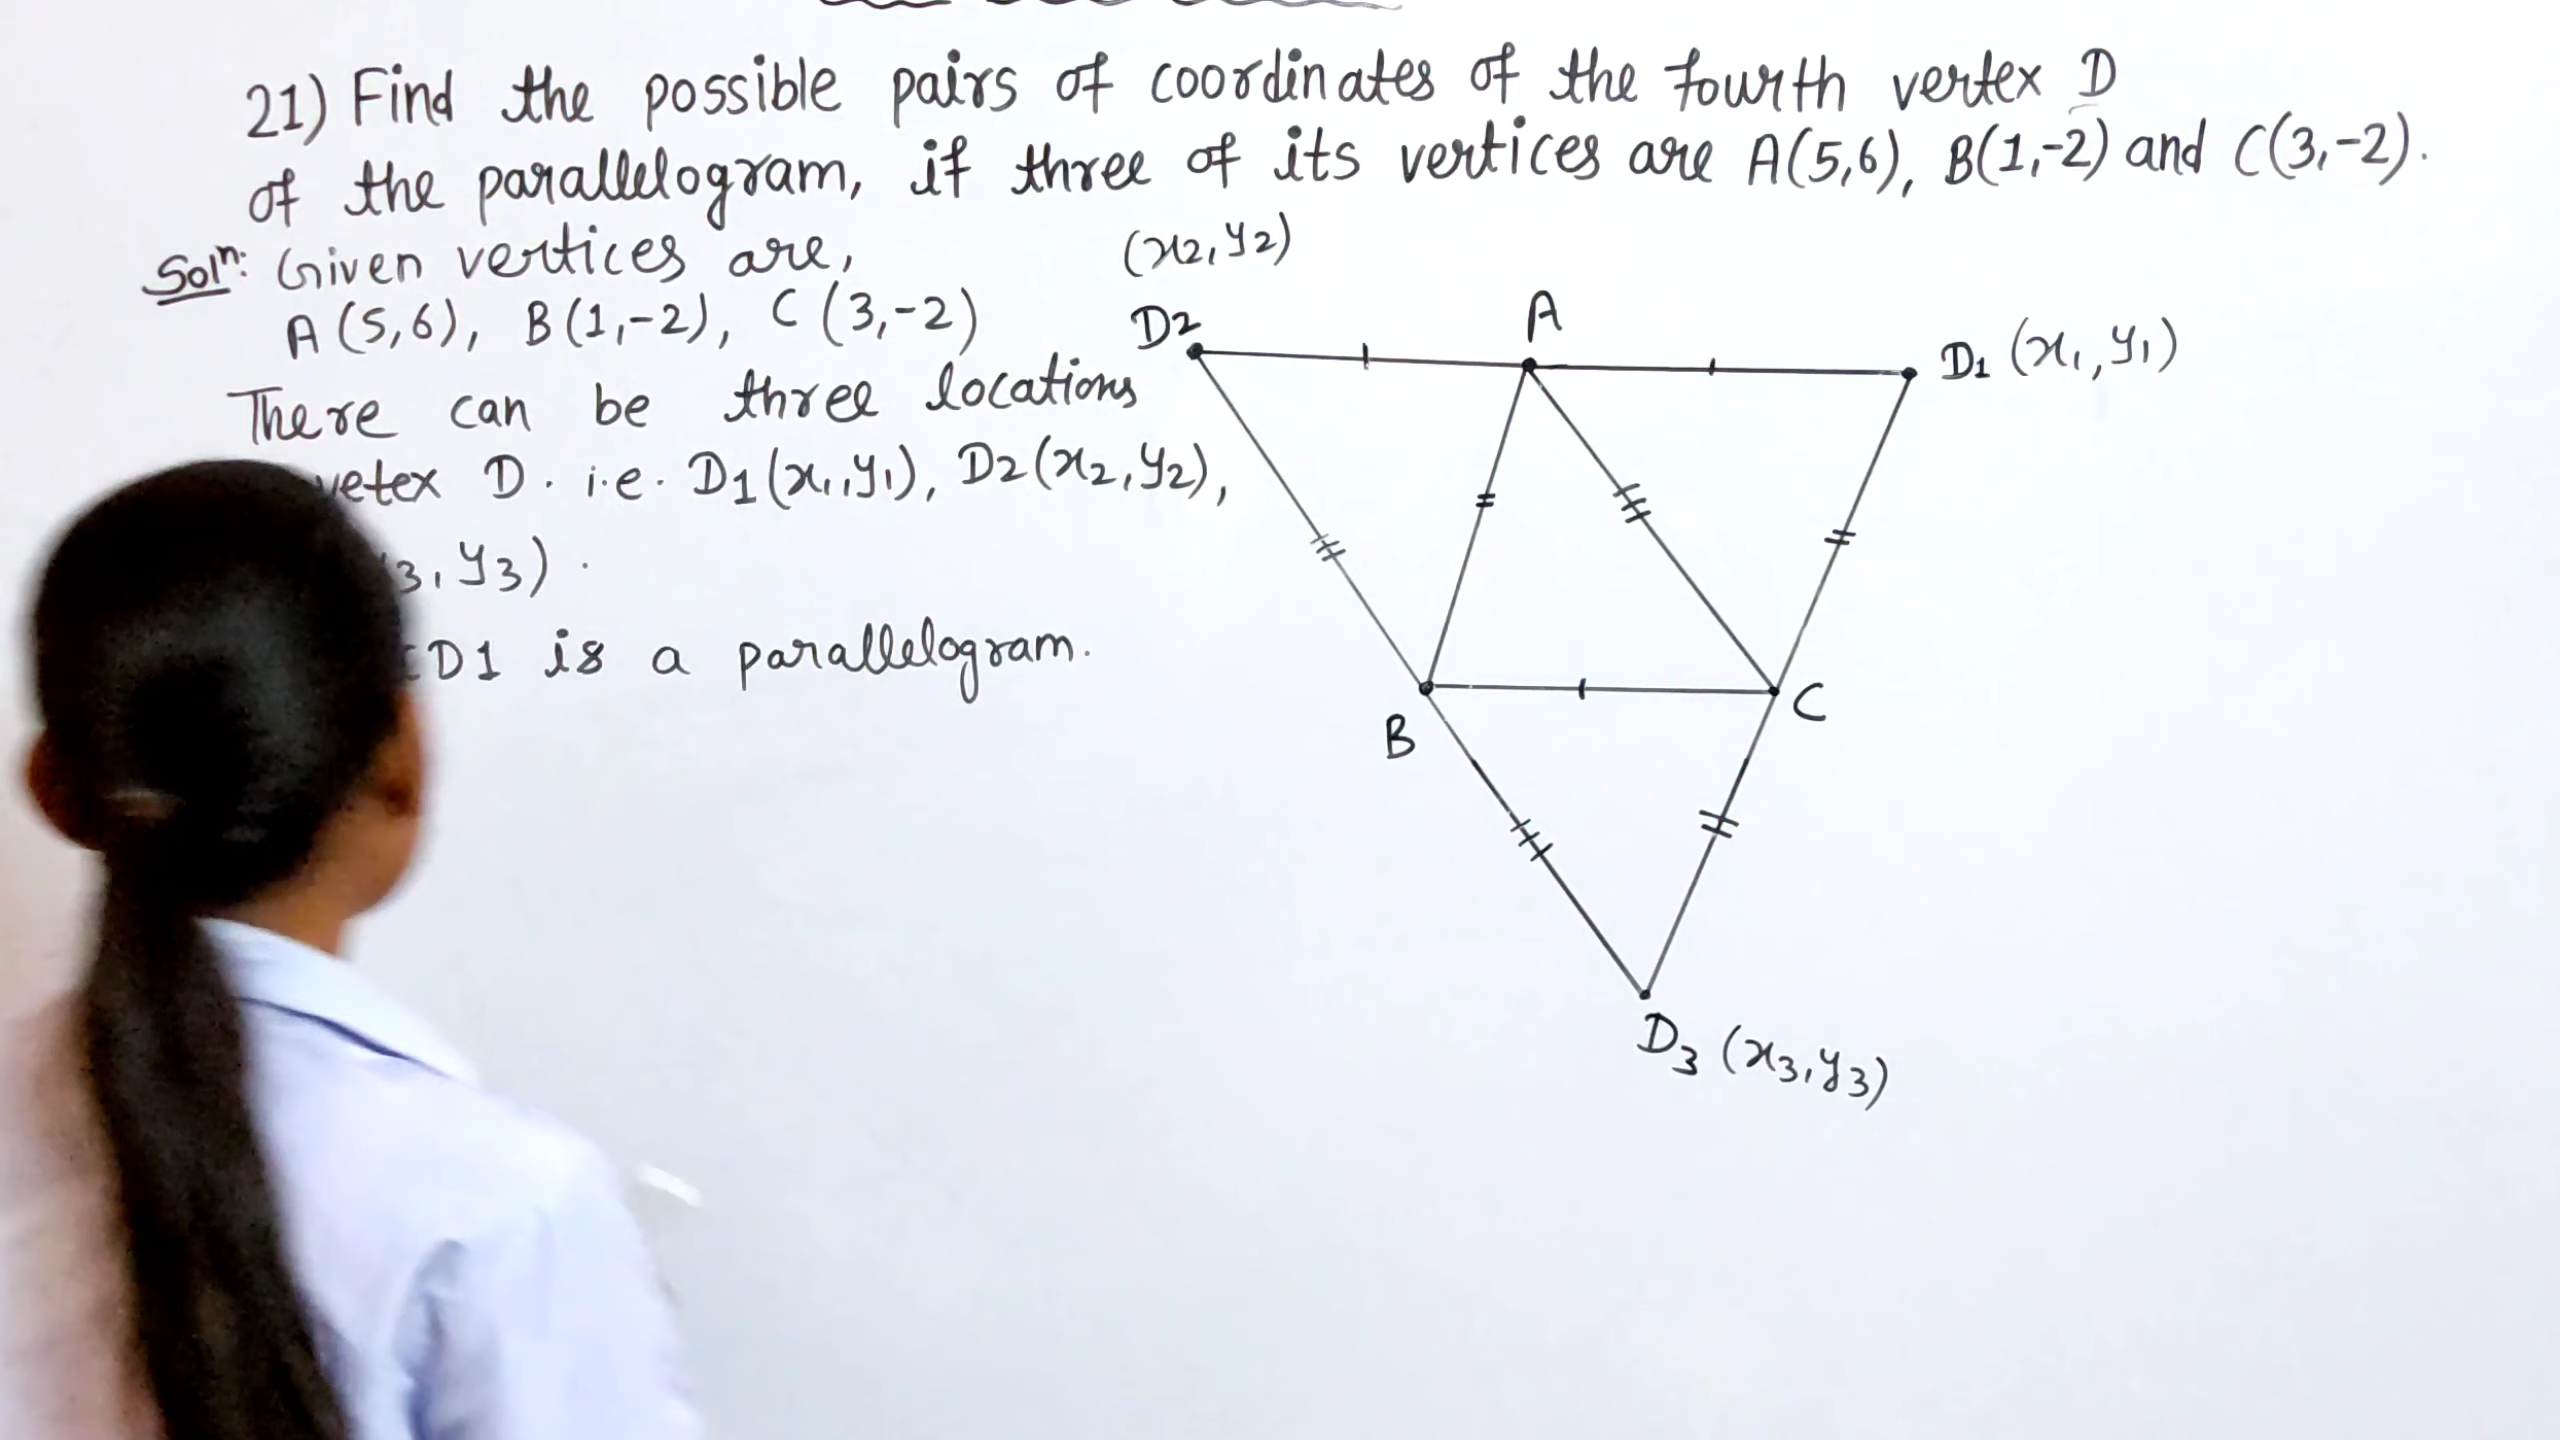 21) Find the possible pairs of coordinates of the fourth vertex D
of the parallelogram, if three of its vertices are A(5,6), B(1,-2) and C(3,-2).
Solⁿ: Given vertices are,
A(5,6), B(1,-2), C(3,-2)
There can be three locations
vetex D. i.e. D1(x1,y1), D2(x2,y2),
3,y3).
D1 is a parallelogram.
(x2,y2)
D2
A
D1 (x1,y1)
B
C
D3 (x3,y3)